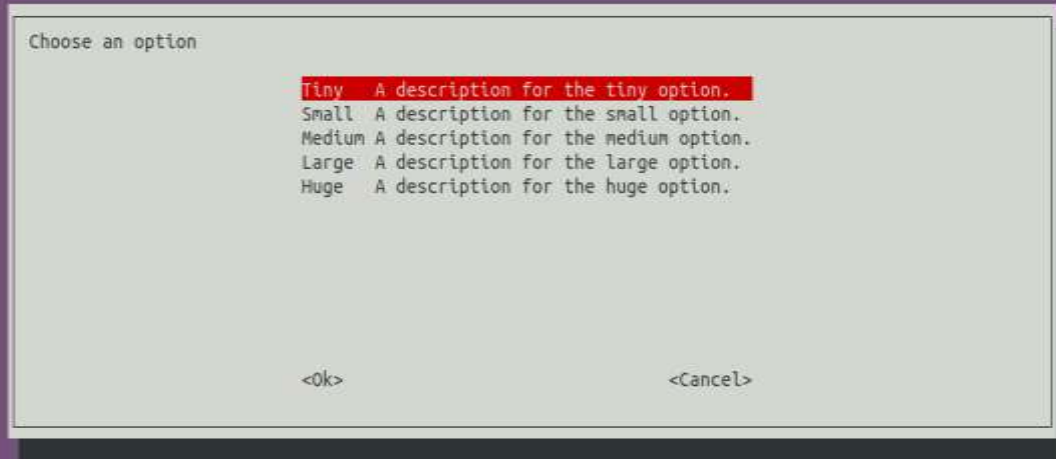 Choose an option
Tiny A description for the tiny option.
Small A description for the small option.
Medium A description for the medium option.
Large A description for the large option.
Huge A description for the huge option.
<Ok> <Cancel>